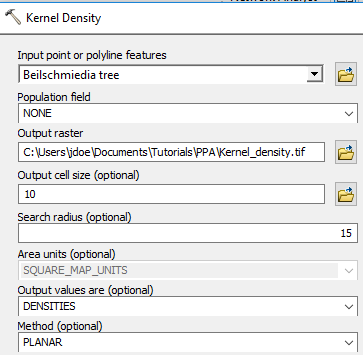 Kernel Density
Input point or polyline features
Beilschmiedia tree
Population field
NONE
Output raster
C:\Users\jdoe\Documents\Tutorials\PPA\Kernel_density.tif
Output cell size (optional)
10
Search radius (optional)
15
Area units (optional)
SQUARE_MAP_UNITS
Output values are (optional)
DENSITIES
Method (optional)
PLANAR